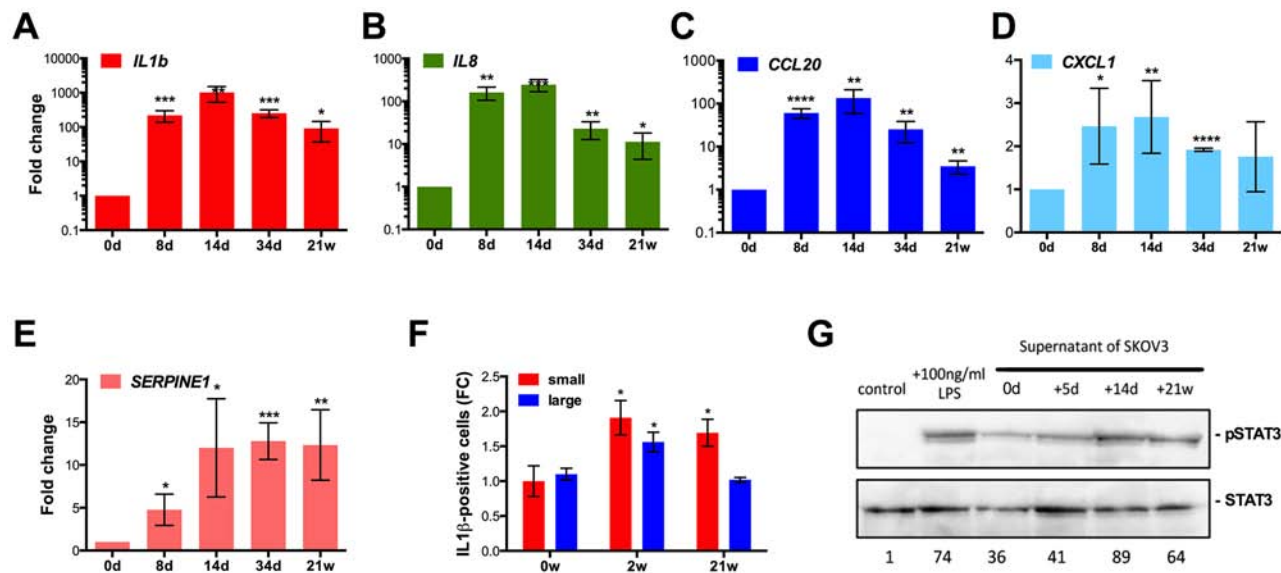 A
IL1b
Fold change
10000
1000
100
10
1
0.1
***
**
***
*
0d 8d 14d 34d 21w
B
IL8
1000
100
10
1
0.1
**
***
**
*
0d 8d 14d 34d 21w
C
CCL20
1000
100
10
1
0.1
****
**
**
**
0d 8d 14d 34d 21w
D
CXCL1
4
3
2
1
0
*
**
****
0d 8d 14d 34d 21w
E
SERPINE1
Fold change
20
15
10
5
0
*
*
***
**
0d 8d 14d 34d 21w
F
small
large
IL1β-positive cells (FC)
2.5
2.0
1.5
1.0
0.5
0.0
*
*
*
0w 2w 21w
G
Supernatant of SKOV3
+100ng/ml
control LPS 0d +5d +14d +21w
- pSTAT3
- STAT3
1 74 36 41 89 64